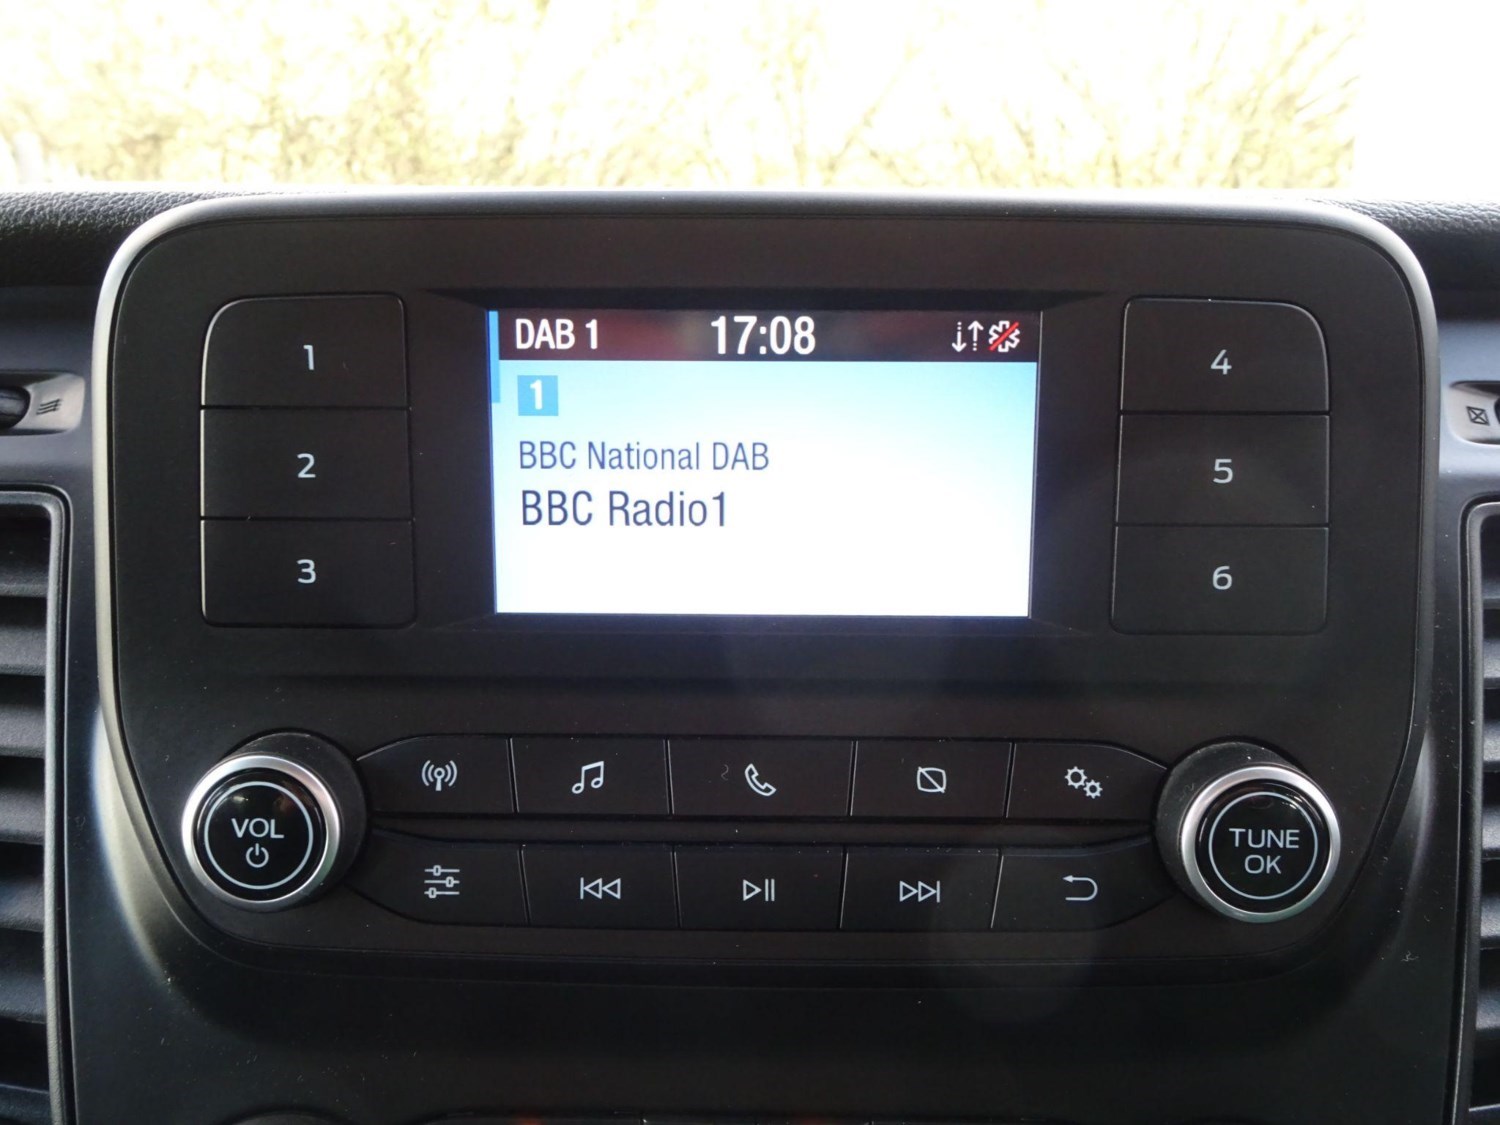 DAB 1 17:08
1
BBC National DAB
BBC Radio1
1
2
3
4
5
6
VOL
TUNE
OK